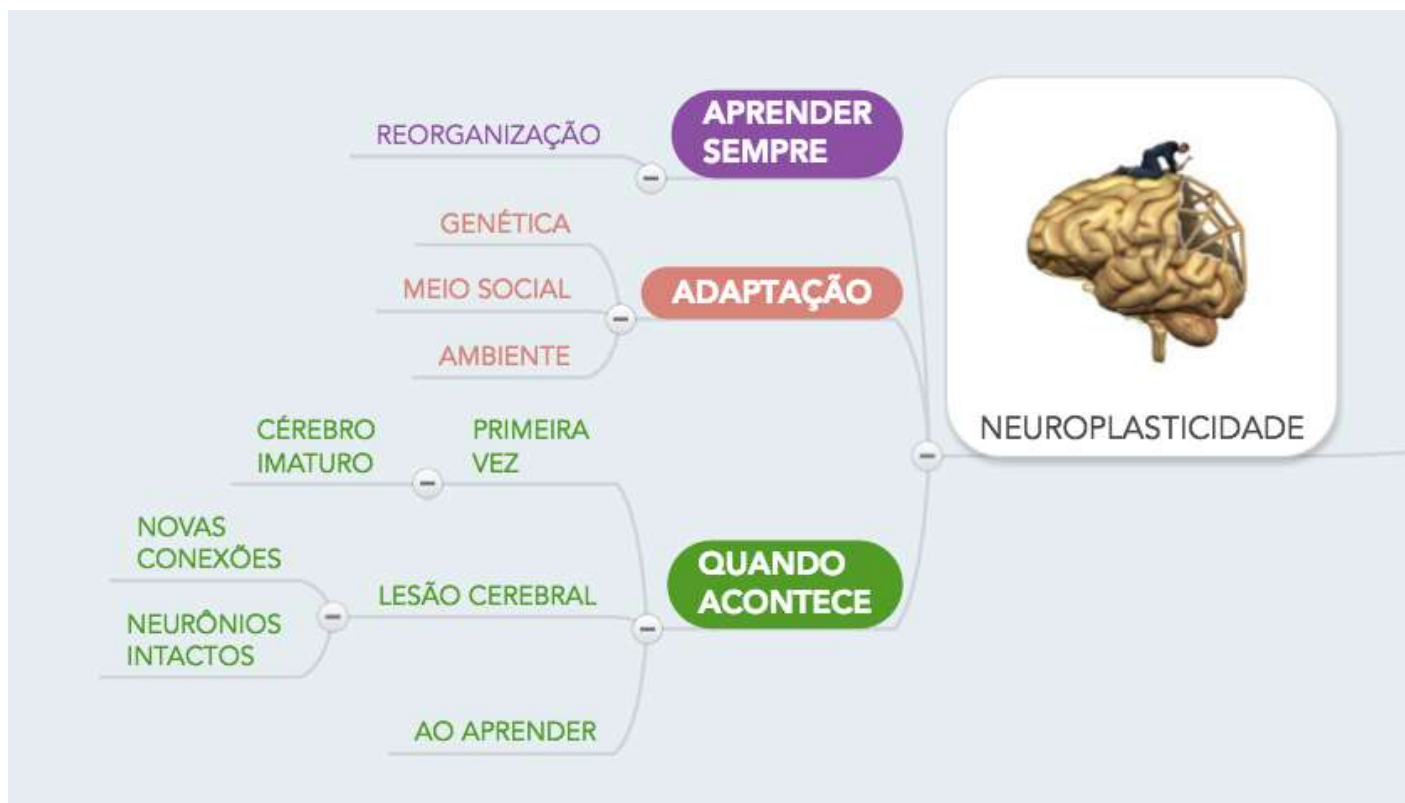 APRENDER
SEMPRE
REORGANIZAÇÃO
GENÉTICA
MEIO SOCIAL
ADAPTAÇÃO
AMBIENTE
NEUROPLASTICIDADE
CÉREBRO
IMATURO
PRIMEIRA
VEZ
NOVAS
CONEXÕES
QUANDO
ACONTECE
LESÃO CEREBRAL
NEURÔNIOS
INTACTOS
AO APRENDER